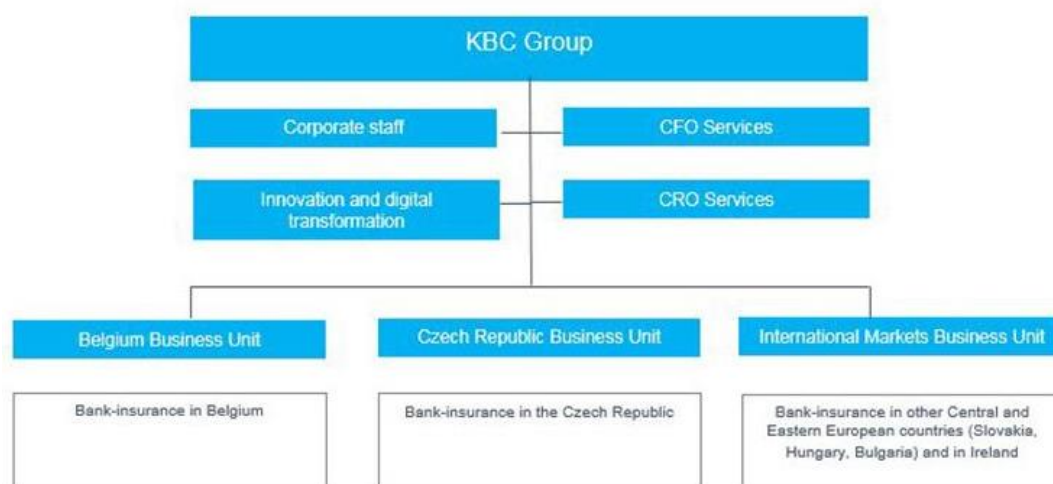 KBC Group
Corporate staff
CFO Services
Innovation and digital
transformation
CRO Services
Belgium Business Unit
Czech Republic Business Unit
International Markets Business Unit
Bank-insurance in Belgium
Bank-insurance in the Czech Republic
Bank-insurance in other Central and
Eastern European countries (Slovakia,
Hungary, Bulgaria) and in Ireland